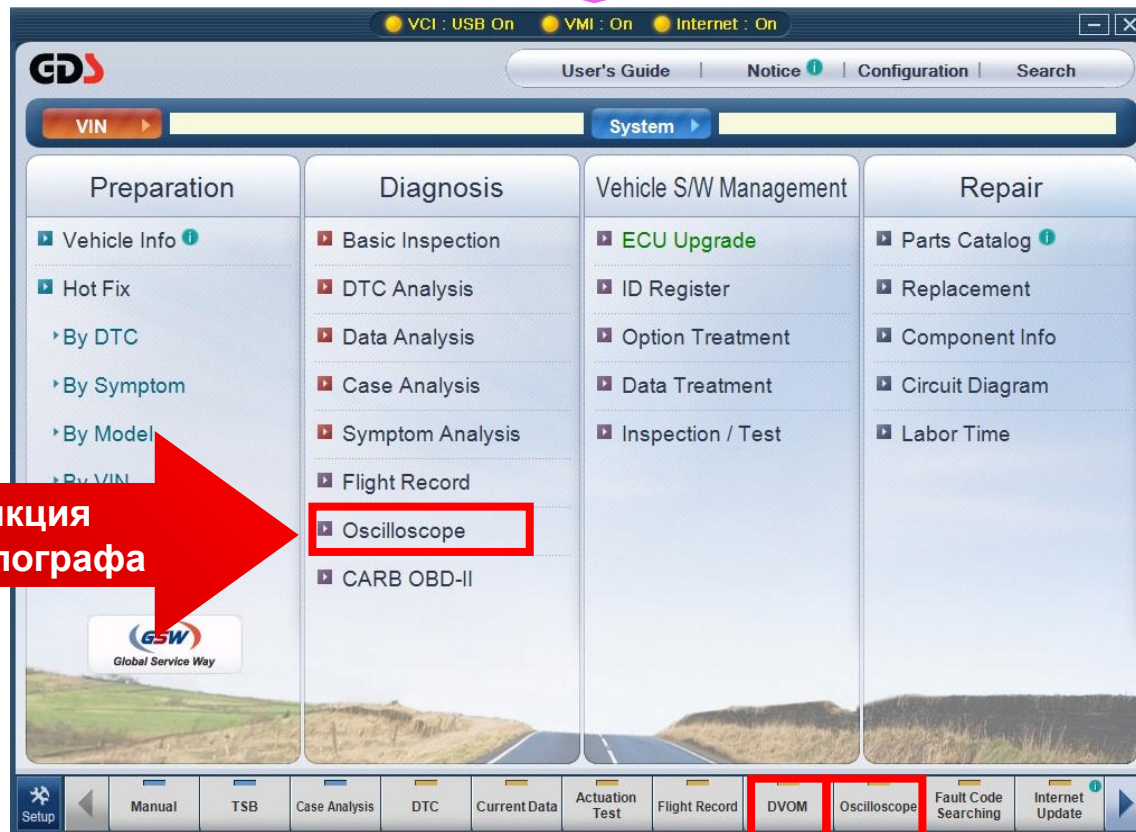 VCI : USB On VMI : On Internet : On
GDS
User's Guide | Notice | Configuration | Search
VIN System
Preparation
Vehicle Info
Hot Fix
By DTC
By Symptom
By Model
By VIN
GSW
Global Service Way
Diagnosis
Basic Inspection
DTC Analysis
Data Analysis
Case Analysis
Symptom Analysis
Flight Record
Oscilloscope
CARB OBD-II
Vehicle S/W Management
ECU Upgrade
ID Register
Option Treatment
Data Treatment
Inspection / Test
Repair
Parts Catalog
Replacement
Component Info
Circuit Diagram
Labor Time
кция
лографа
Setup Manual TSB Case Analysis DTC Current Data Actuation Test Flight Record DVOM Oscilloscope Fault Code Searching Internet Update